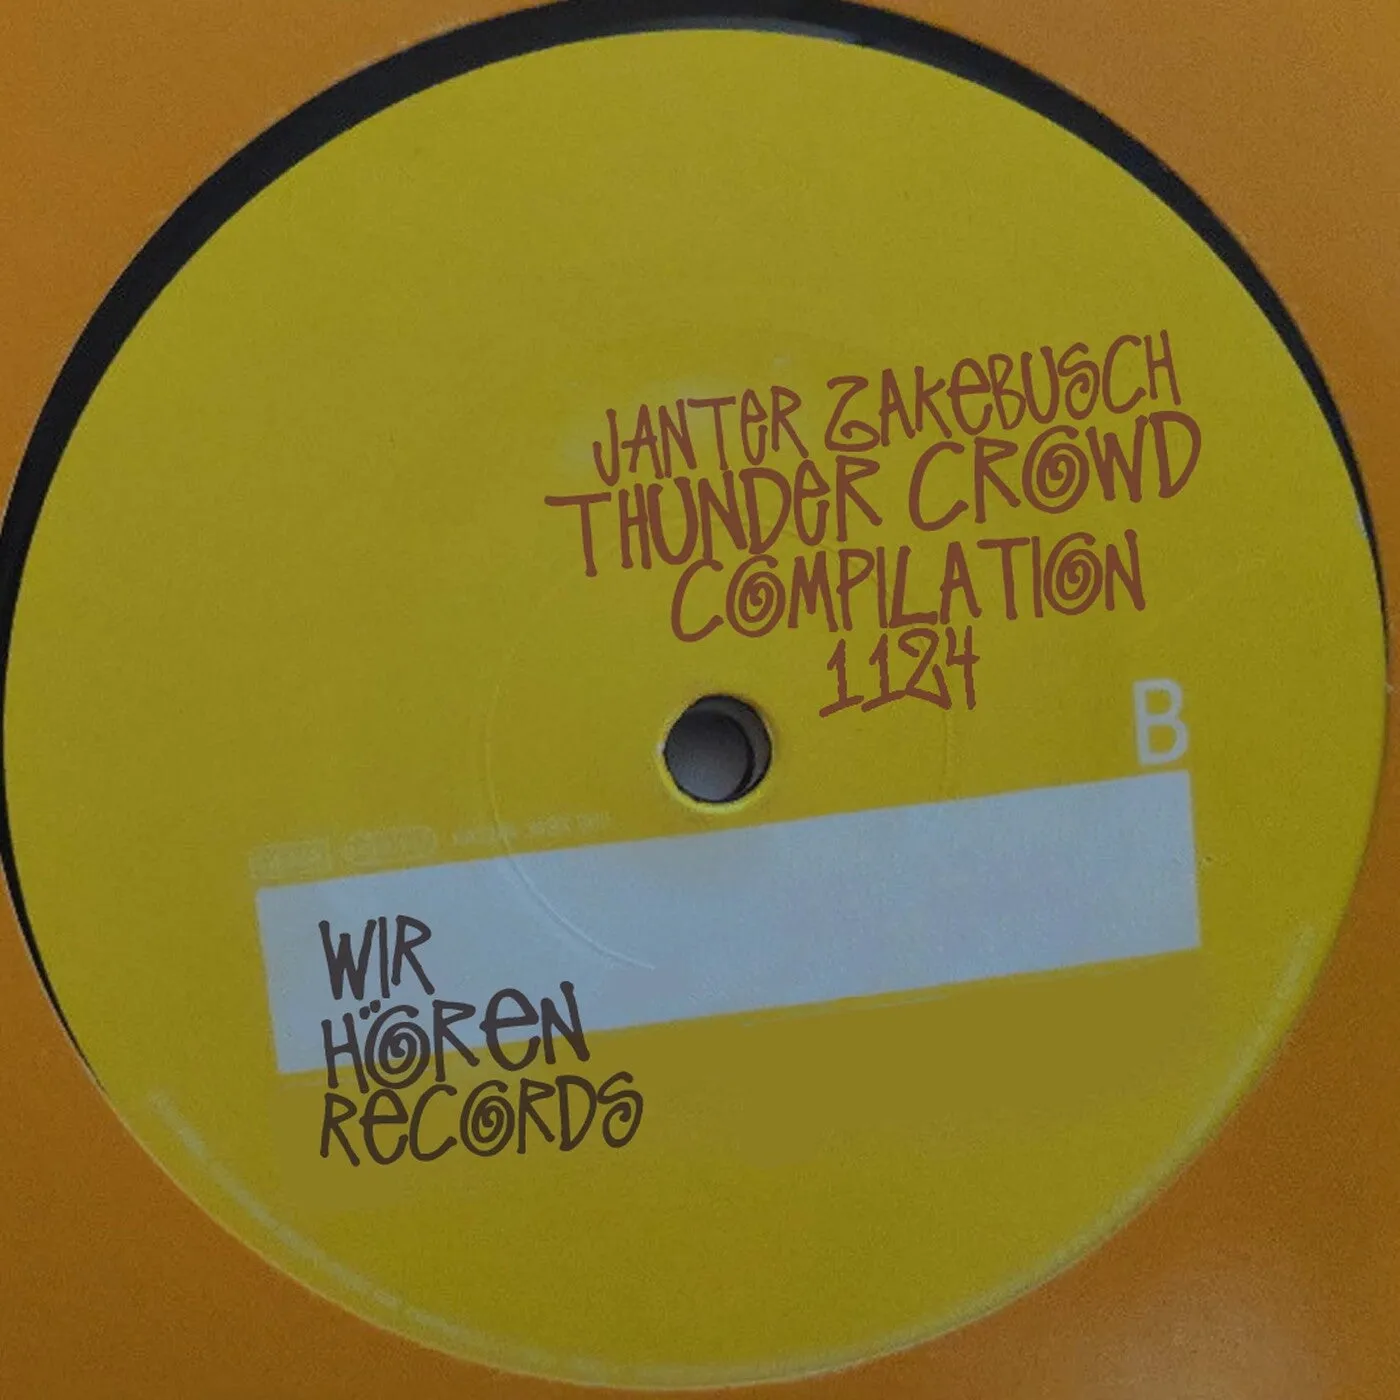 JANTER ZAKEBUSCH
THUNDER CROWD
COMPILATION
1124
B
WIR
HÖREN
RECORDS